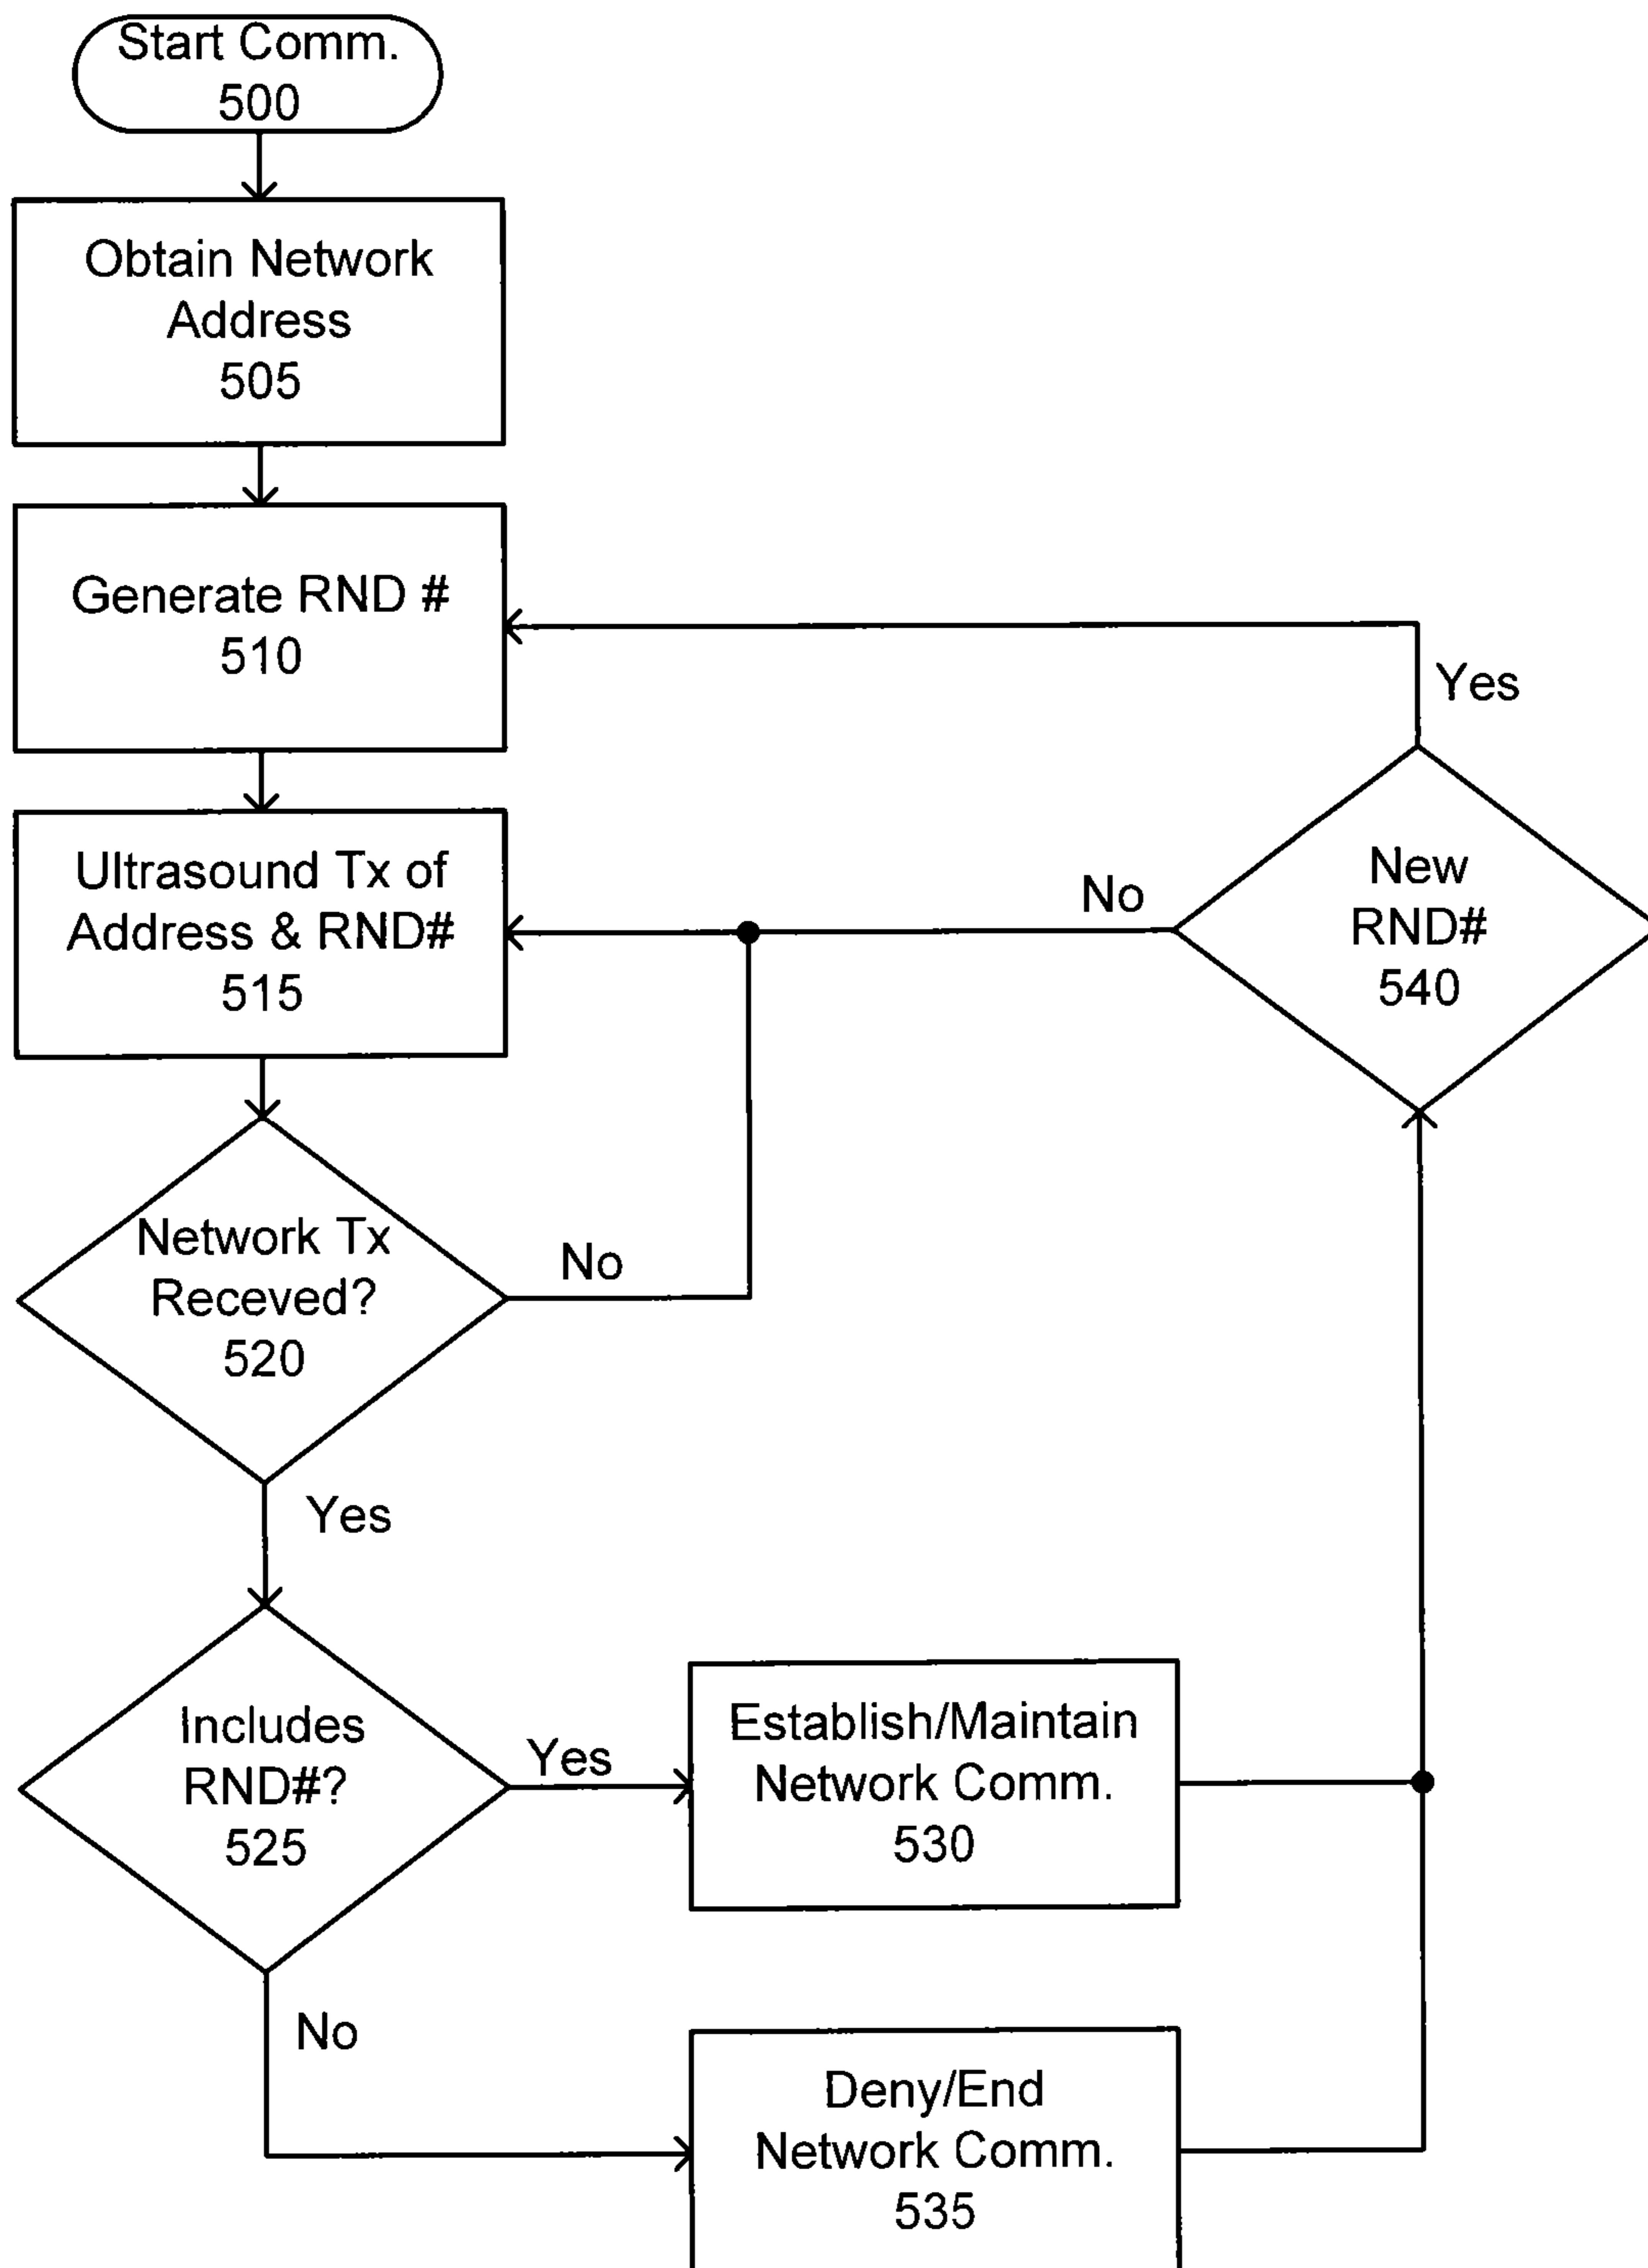 Start Comm.
500
Obtain Network
Address
505
Generate RND #
510
Yes
Ultrasound Tx of
Address & RND#
515
No
New
RND#
540
Network Tx
Receved?
520
No
Yes
Includes
RND#?
525
Yes
Establish/Maintain
Network Comm.
530
No
Deny/End
Network Comm.
535